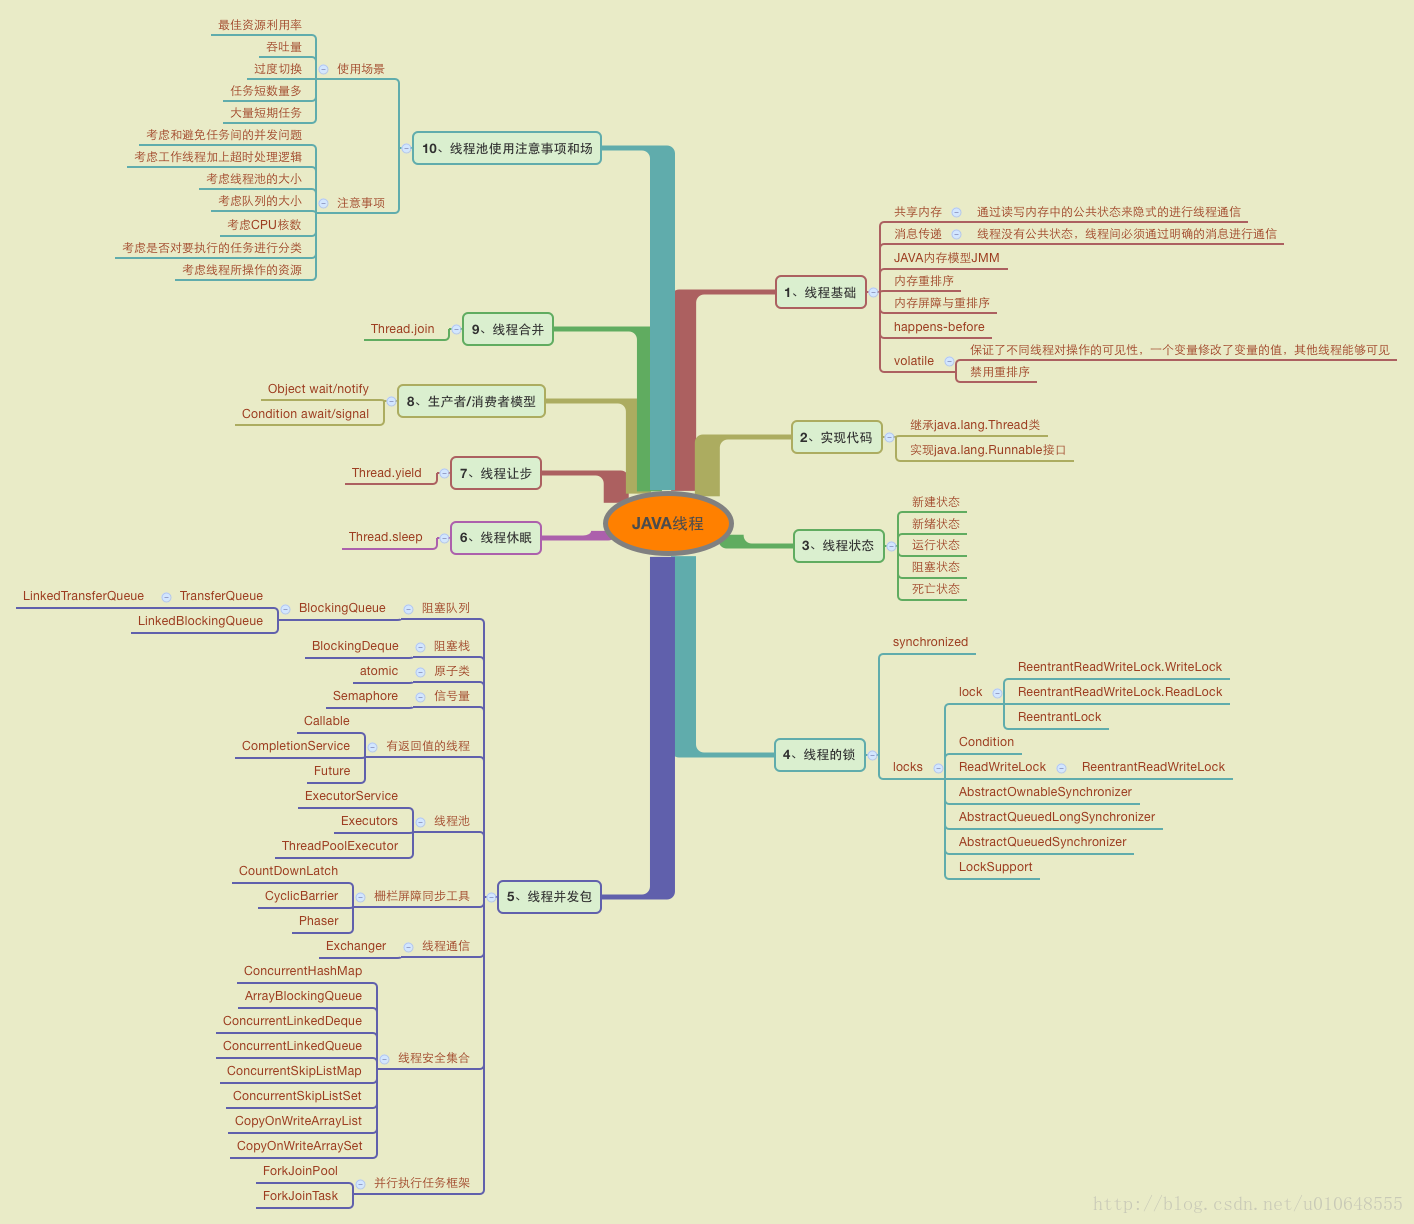 JAVA线程
1、线程基础
共享内存
通过读写内存中的公共状态来隐式的进行线程通信
消息传递
线程没有公共状态，线程间必须通过明确的消息进行通信
JAVA内存模型JMM
内存重排序
内存屏障与重排序
happens-before
volatile
保证了不同线程对操作的可见性，一个变量修改了变量的值，其他线程能够可见
禁用重排序
2、实现代码
继承java.lang.Thread类
实现java.lang.Runnable接口
3、线程状态
新建状态
新绪状态
运行状态
阻塞状态
死亡状态
4、线程的锁
synchronized
locks
lock
ReentrantReadWriteLock.WriteLock
ReentrantReadWriteLock.ReadLock
ReentrantLock
Condition
ReadWriteLock
ReentrantReadWriteLock
AbstractOwnableSynchronizer
AbstractQueuedLongSynchronizer
AbstractQueuedSynchronizer
LockSupport
5、线程并发包
阻塞队列
BlockingQueue
TransferQueue
LinkedTransferQueue
LinkedBlockingQueue
阻塞栈
BlockingDeque
原子类
atomic
信号量
Semaphore
有返回值的线程
Callable
CompletionService
Future
线程池
ExecutorService
Executors
ThreadPoolExecutor
栅栏屏障同步工具
CountDownLatch
CyclicBarrier
Phaser
线程通信
Exchanger
线程安全集合
ConcurrentHashMap
ArrayBlockingQueue
ConcurrentLinkedDeque
ConcurrentLinkedQueue
ConcurrentSkipListMap
ConcurrentSkipListSet
CopyOnWriteArrayList
CopyOnWriteArraySet
并行执行任务框架
ForkJoinPool
ForkJoinTask
6、线程休眠
Thread.sleep
7、线程让步
Thread.yield
8、生产者/消费者模型
Object wait/notify
Condition await/signal
9、线程合并
Thread.join
10、线程池使用注意事项和场
使用场景
最佳资源利用率
吞吐量
过度切换
任务短数量多
大量短期任务
注意事项
考虑和避免任务间的并发问题
考虑工作线程加上超时处理逻辑
考虑线程池的大小
考虑队列的大小
考虑CPU核数
考虑是否对要执行的任务进行分类
考虑线程所操作的资源
http://blog.csdn.net/u010648555